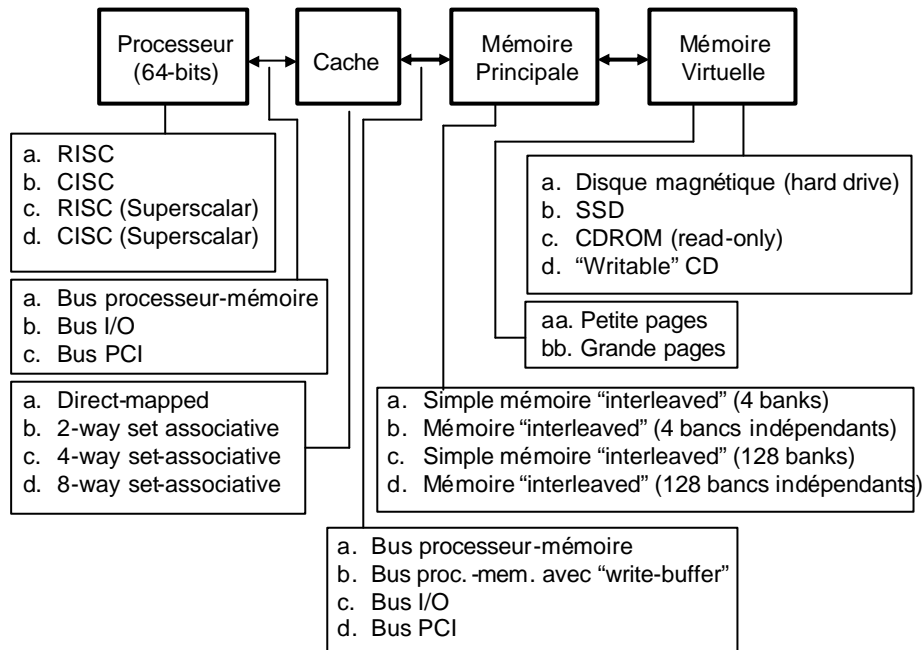 Processeur
(64-bits)
Cache
Mémoire
Principale
Mémoire
Virtuelle
a. RISC
b. CISC
c. RISC (Superscalar)
d. CISC (Superscalar)
a. Disque magnétique (hard drive)
b. SSD
c. CDROM (read-only)
d. “Writable” CD
a. Bus processeur-mémoire
b. Bus I/O
c. Bus PCI
aa. Petite pages
bb. Grande pages
a. Direct-mapped
b. 2-way set associative
c. 4-way set-associative
d. 8-way set-associative
a. Simple mémoire “interleaved” (4 banks)
b. Mémoire “interleaved” (4 bancs indépendants)
c. Simple mémoire “interleaved” (128 banks)
d. Mémoire “interleaved” (128 bancs indépendants)
a. Bus processeur-mémoire
b. Bus proc.-mem. avec “write-buffer”
c. Bus I/O
d. Bus PCI